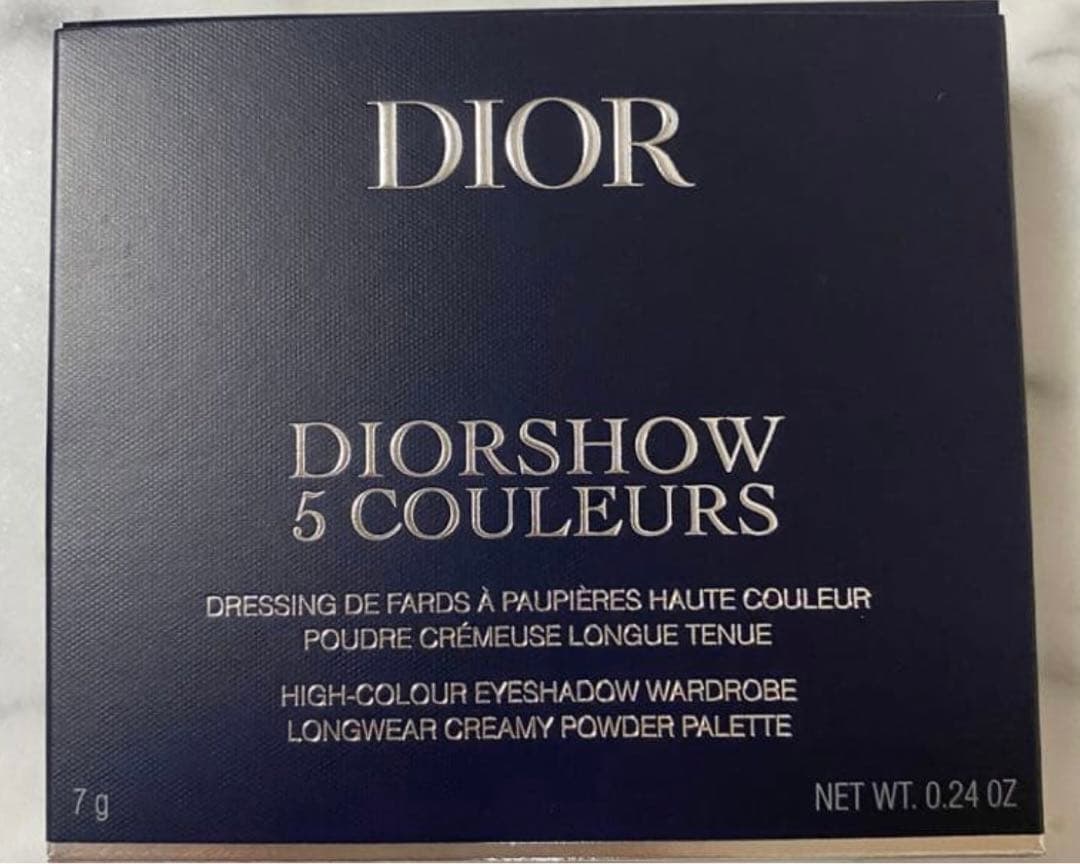 DIOR
DIORSHOW
5 COULEURS
DRESSING DE FARDS À PAUPIÈRES HAUTE COULEUR
POUDRE CRÉMEUSE LONGUE TENUE
HIGH-COLOUR EYESHADOW WARDROBE
LONGWEAR CREAMY POWDER PALETTE
7 g
NET WT. 0.24 OZ